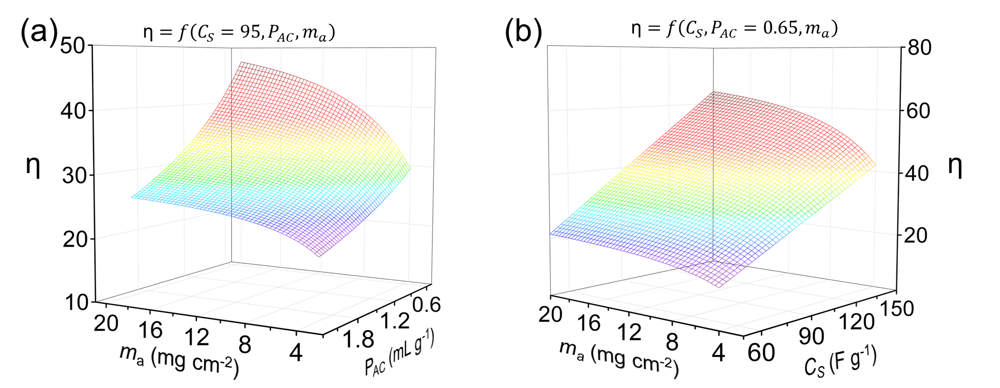 (a)
η = f(C_S = 95, P_AC, m_a)
50
40
30
20
10
η
20 16 12 8 4
m_a (mg cm⁻²)
1.8 1.2 0.6
P_AC (mL g⁻¹)
(b)
η = f(C_S, P_AC = 0.65, m_a)
80
60
40
20
η
20 16 12 8 4
m_a (mg cm⁻²)
60 90 120 150
C_S (F g⁻¹)